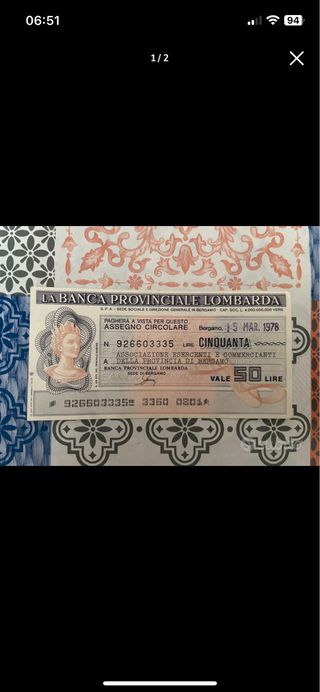 06:51
94
1/2
LA BANCA PROVINCIALE LOMBARDA
S.P.A. - SEDE SOCIALE E DIREZIONE GENERALE IN BERGAMO - CAP. SOC. L. 4.200.000.000 VERS.
PAGHERÀ A VISTA PER QUESTO
ASSEGNO CIRCOLARE
Bergamo, 15 MAR. 1978
N. 926603335 LIRE CINQUANTA
ASSOCIAZIONE ESERCENTI E COMMERCIANTI
A DELLA PROVINCIA DI BERGAMO
BANCA PROVINCIALE LOMBARDA
SEDE DI BERGAMO
VALE 50 LIRE
926603335 3360 0801